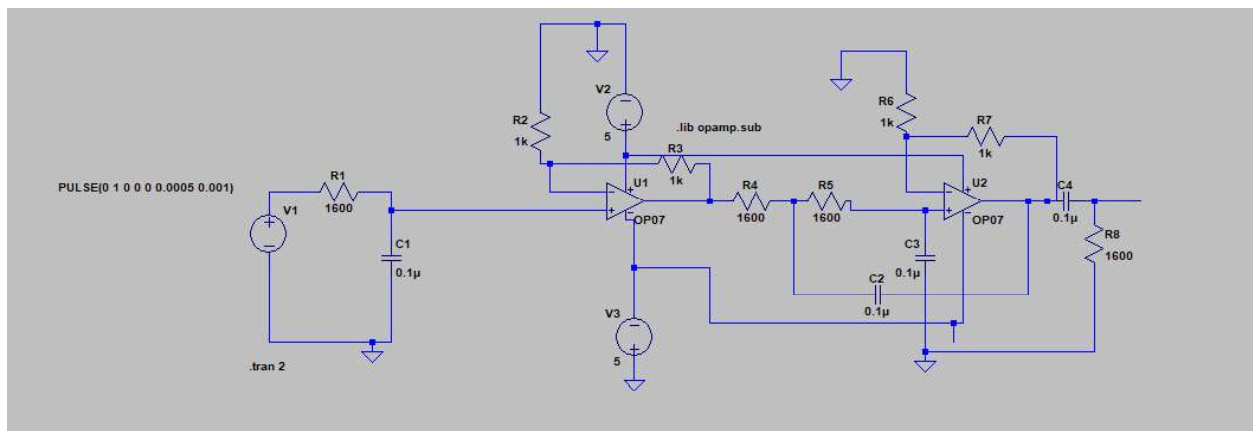 R2
1k
V2
5
.lib opamp.sub
R6
1k
R7
1k
PULSE(0 1 0 0 0 0.0005 0.001)
R1
1600
V1
R3
1k
U1
OP07
R4
1600
R5
1600
U2
OP07
C4
0.1µ
R8
1600
C1
0.1µ
C3
0.1µ
C2
0.1µ
V3
5
.tran 2